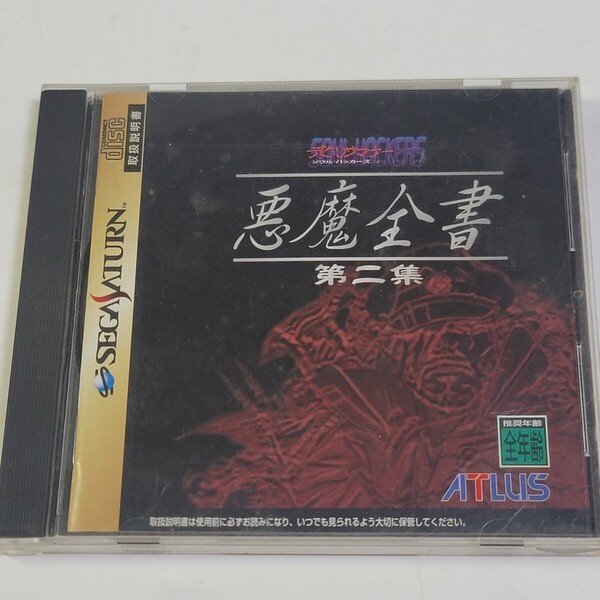 COMPACT
disc
取扱説明書
SEGA SATURN™
SOUL HACKERS
デビルサマナー
ソウルハッカーズ
悪魔全書
第二集
推奨年齢
全年齢
ATLUS
取扱説明書は使用前に必ずお読みになり、いつでも見られるよう大切に保管してください。